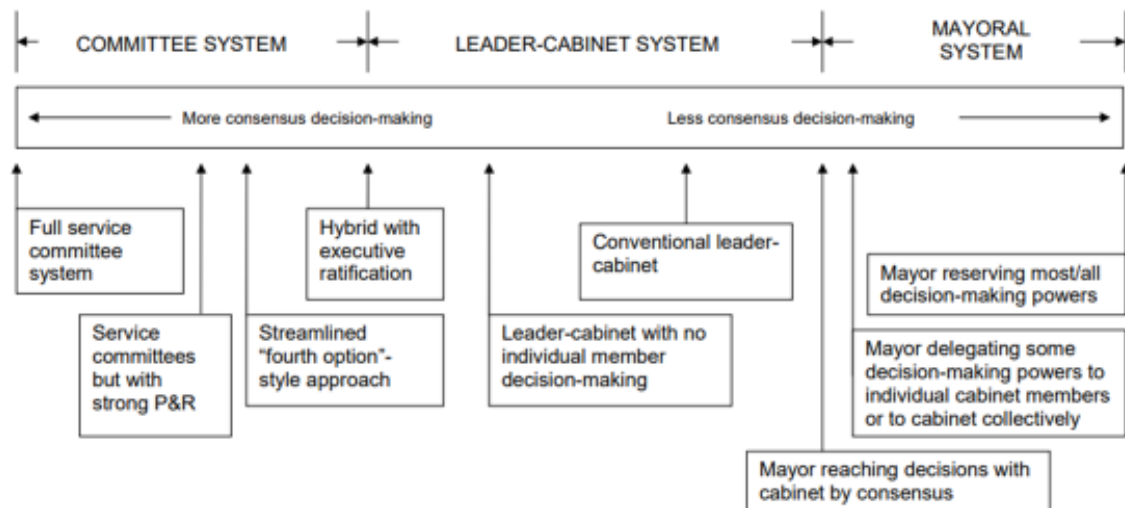 COMMITTEE SYSTEM
LEADER-CABINET SYSTEM
MAYORAL
SYSTEM
More consensus decision-making
Less consensus decision-making
Full service
committee
system
Hybrid with
executive
ratification
Conventional leader-
cabinet
Mayor reserving most/all
decision-making powers
Service
committees
but with
strong P&R
Streamlined
“fourth option”-
style approach
Leader-cabinet with no
individual member
decision-making
Mayor delegating some
decision-making powers to
individual cabinet members
or to cabinet collectively
Mayor reaching decisions with
cabinet by consensus